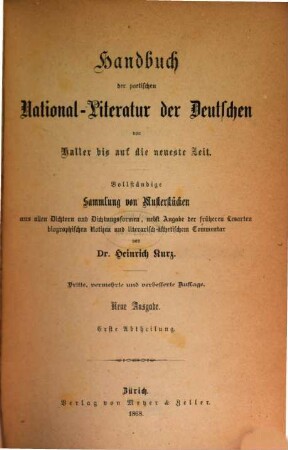 Handbuch
der poetischen
National-Literatur der Deutschen
von
Haller bis auf die neueste Zeit.
Vollständige
Sammlung von Musterstücken
aus allen Dichtern und Dichtungsformen, nebst Angabe der frühern Lesarten
biographischen Notizen und literarisch-ästhetischem Commentar
von
Dr. Heinrich Kurz.
Dritte, vermehrte und verbesserte Auflage.
Neue Ausgabe.
Erste Abtheilung.
Zürich.
Verlag von Meyer & Zeller.
1868.